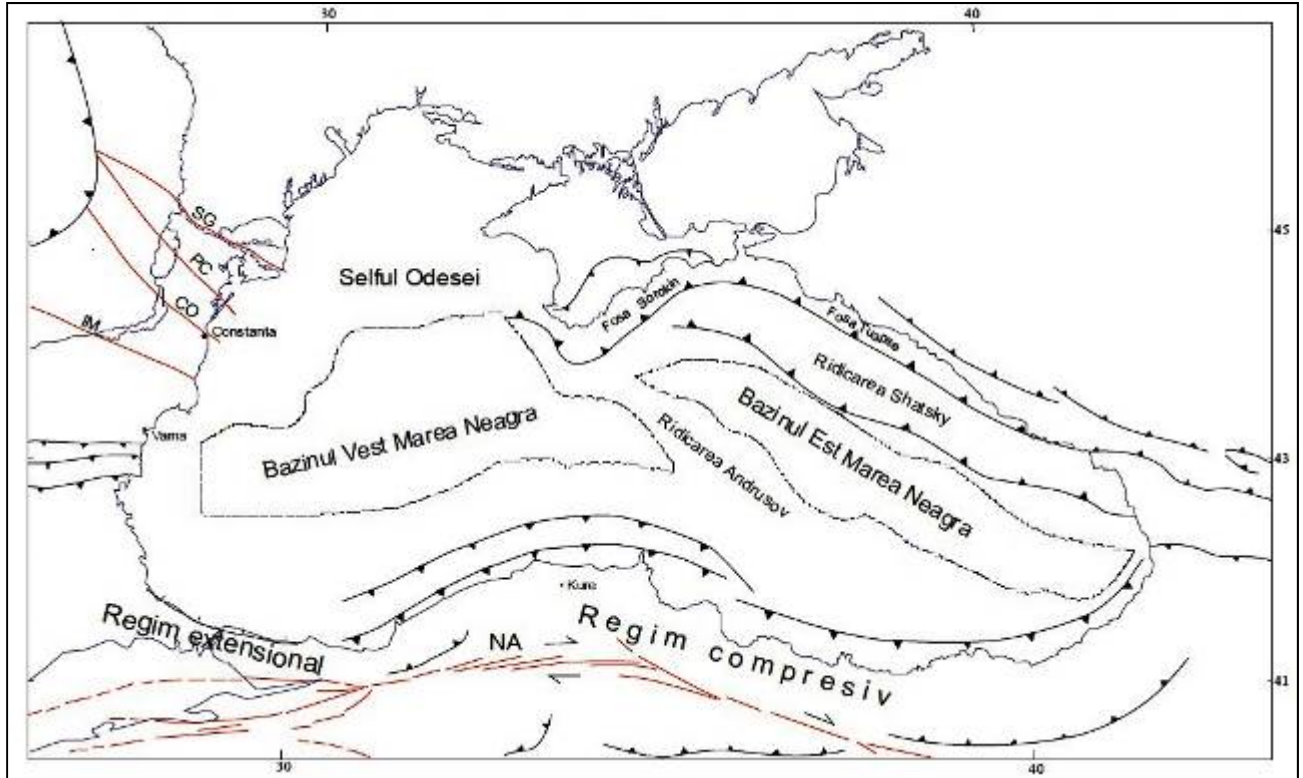 30
40
45
SG
PC
CO
IM
Constanta
Selful Odesei
Fosa Sorokin
Fosa Tuapse
Ridicarea Shatsky
Bazinul Vest Marea Neagra
Bazinul Est Marea Neagra
Ridicarea Andrusov
Varna
43
Kure
Regim extensional
NA
Regim compresiv
41
30
40